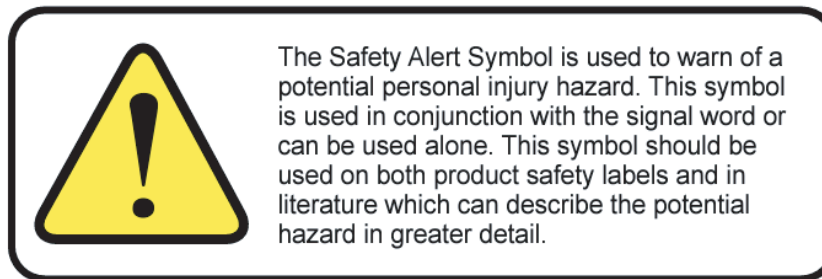 The Safety Alert Symbol is used to warn of a
potential personal injury hazard. This symbol
is used in conjunction with the signal word or
can be used alone. This symbol should be
used on both product safety labels and in
literature which can describe the potential
hazard in greater detail.